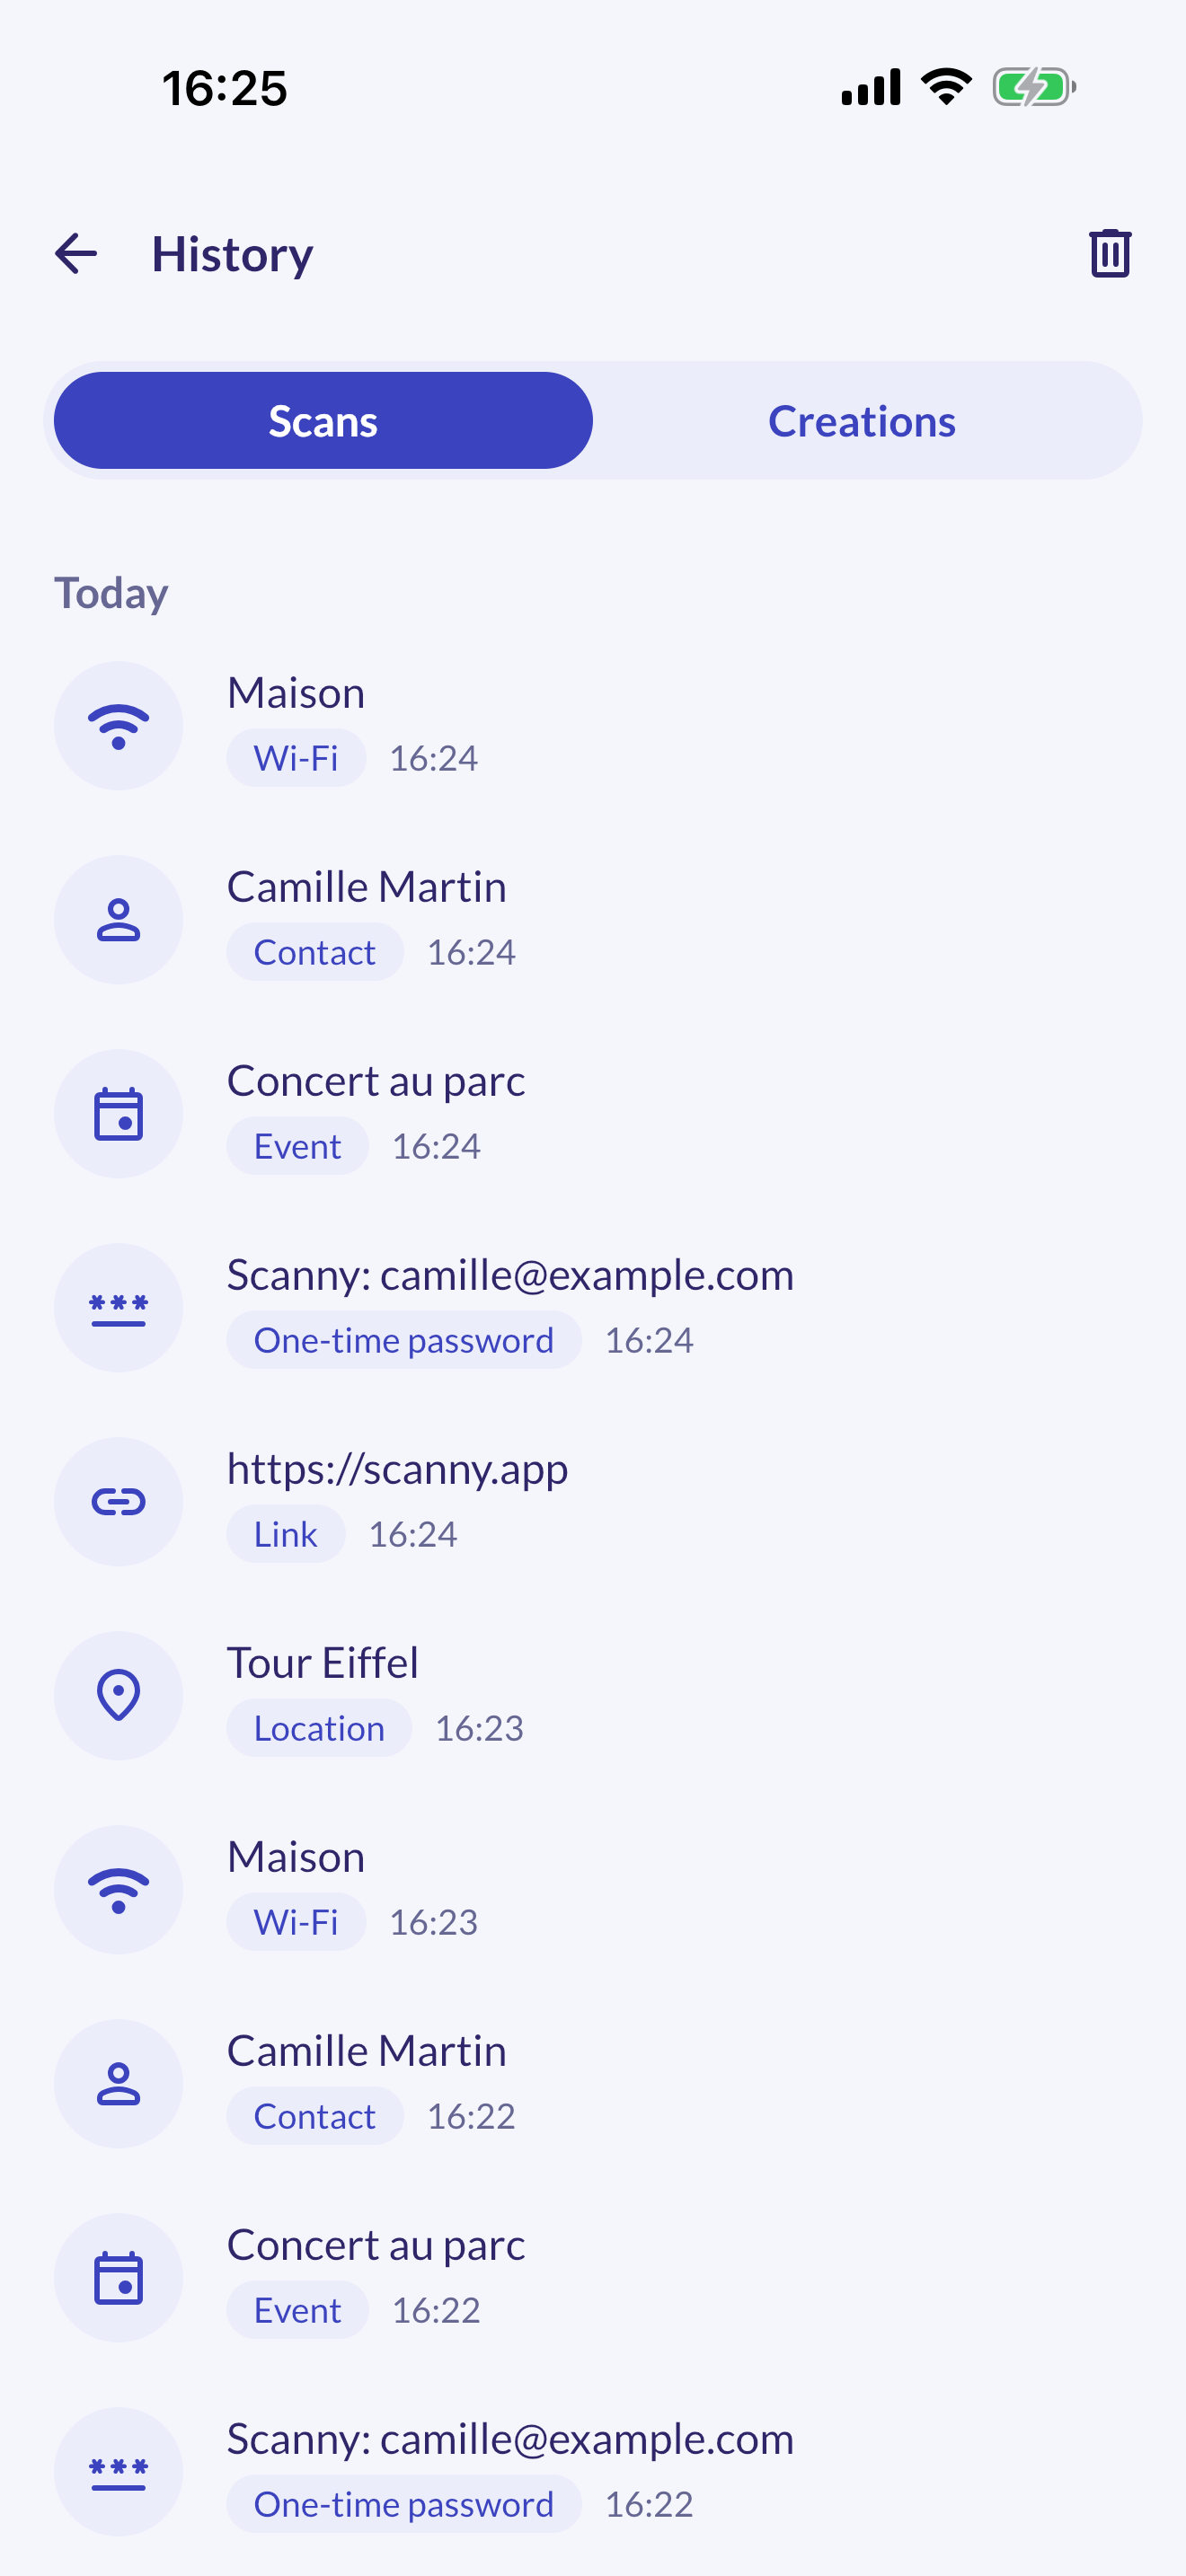 16:25
History
Scans
Creations
Today
Maison
Wi-Fi 16:24
Camille Martin
Contact 16:24
Concert au parc
Event 16:24
Scanny: camille@example.com
One-time password 16:24
https://scanny.app
Link 16:24
Tour Eiffel
Location 16:23
Maison
Wi-Fi 16:23
Camille Martin
Contact 16:22
Concert au parc
Event 16:22
Scanny: camille@example.com
One-time password 16:22